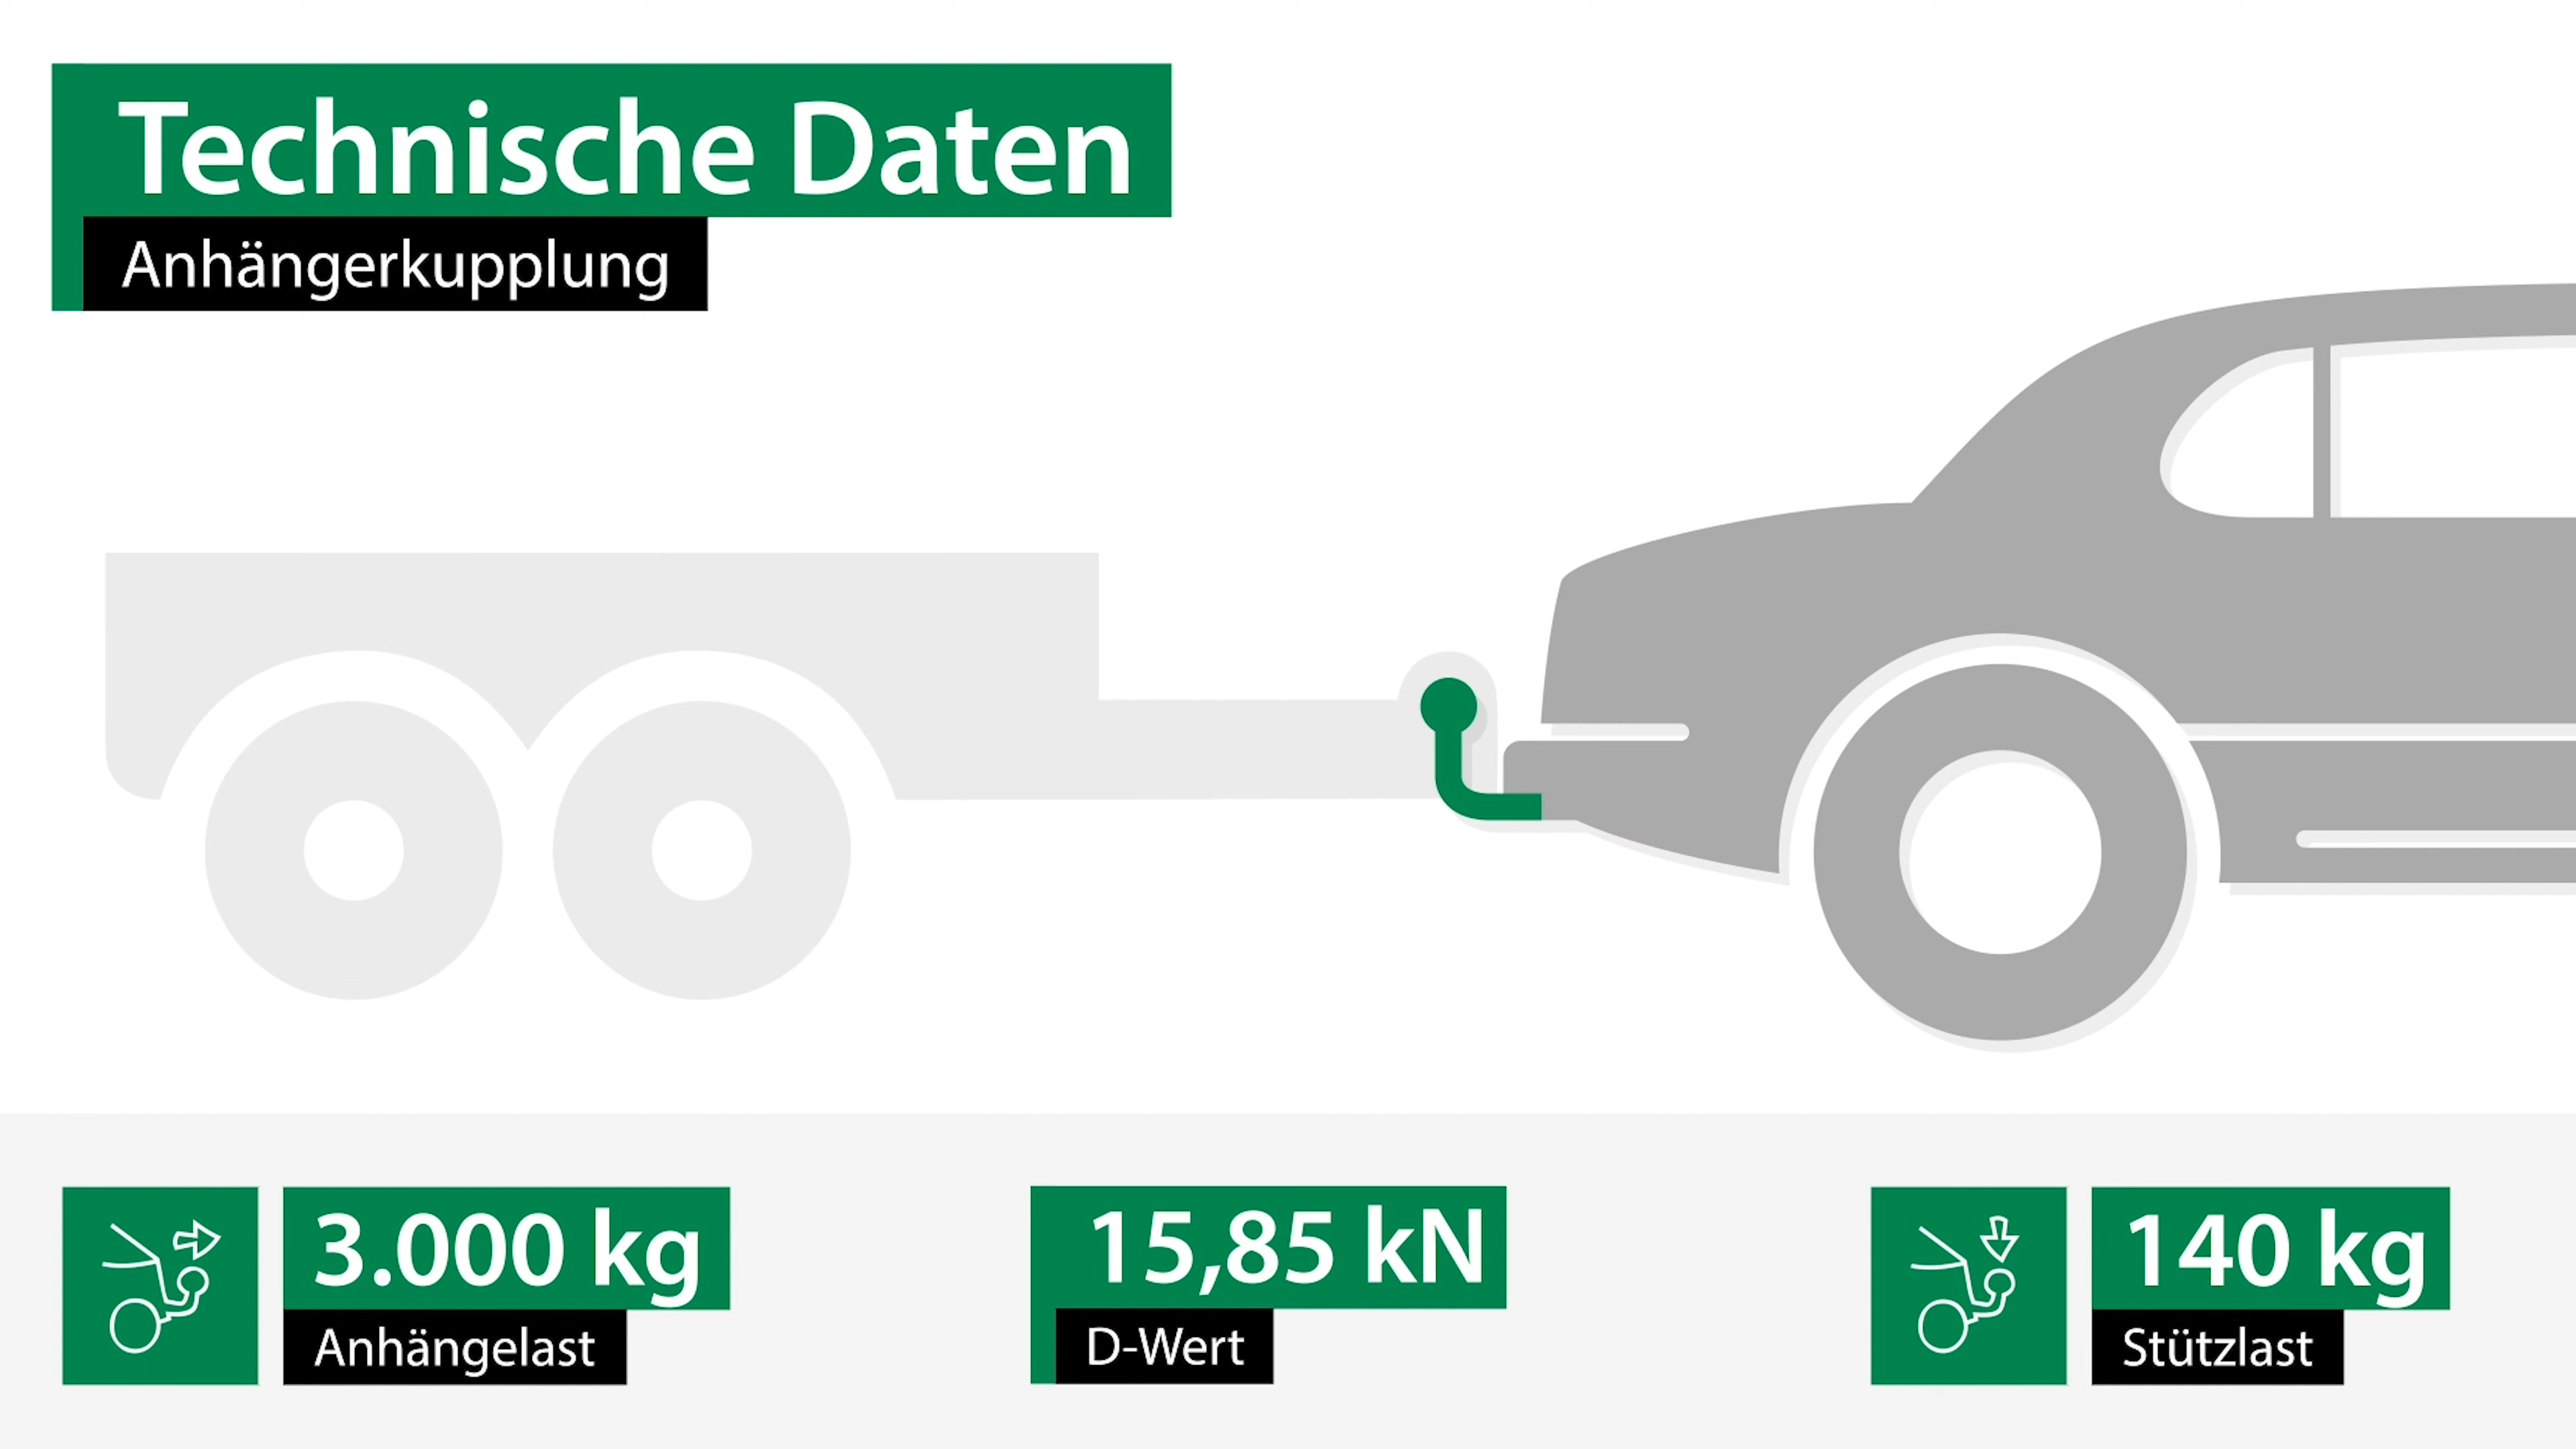 Technische Daten
Anhängerkupplung
3.000 kg
Anhängelast
15,85 kN
D-Wert
140 kg
Stützlast